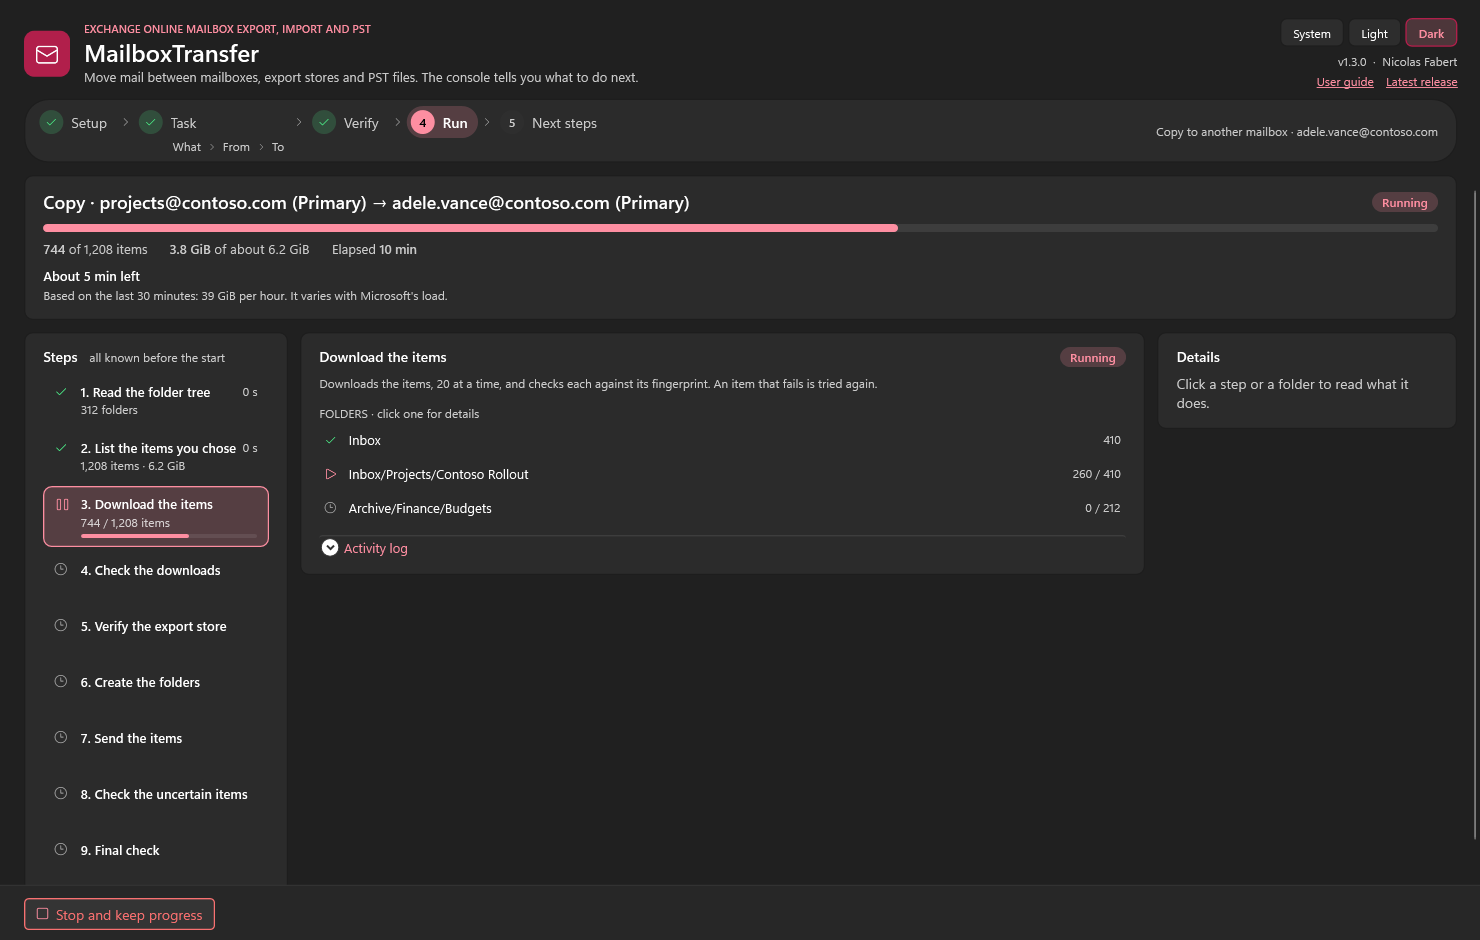 EXCHANGE ONLINE MAILBOX EXPORT, IMPORT AND PST
MailboxTransfer
Move mail between mailboxes, export stores and PST files. The console tells you what to do next.
System Light Dark
v1.3.0 · Nicolas Fabert
User guide Latest release
Setup Task Verify 4 Run 5 Next steps
What From To
Copy to another mailbox · adele.vance@contoso.com
Copy · projects@contoso.com (Primary) → adele.vance@contoso.com (Primary) Running
744 of 1,208 items 3.8 GiB of about 6.2 GiB Elapsed 10 min
About 5 min left
Based on the last 30 minutes: 39 GiB per hour. It varies with Microsoft's load.
Steps all known before the start
1. Read the folder tree 0 s
312 folders
2. List the items you chose 0 s
1,208 items · 6.2 GiB
3. Download the items
744 / 1,208 items
4. Check the downloads
5. Verify the export store
6. Create the folders
7. Send the items
8. Check the uncertain items
9. Final check
Download the items Running
Downloads the items, 20 at a time, and checks each against its fingerprint. An item that fails is tried again.
FOLDERS · click one for details
Inbox 410
Inbox/Projects/Contoso Rollout 260 / 410
Archive/Finance/Budgets 0 / 212
Activity log
Details
Click a step or a folder to read what it
does.
Stop and keep progress